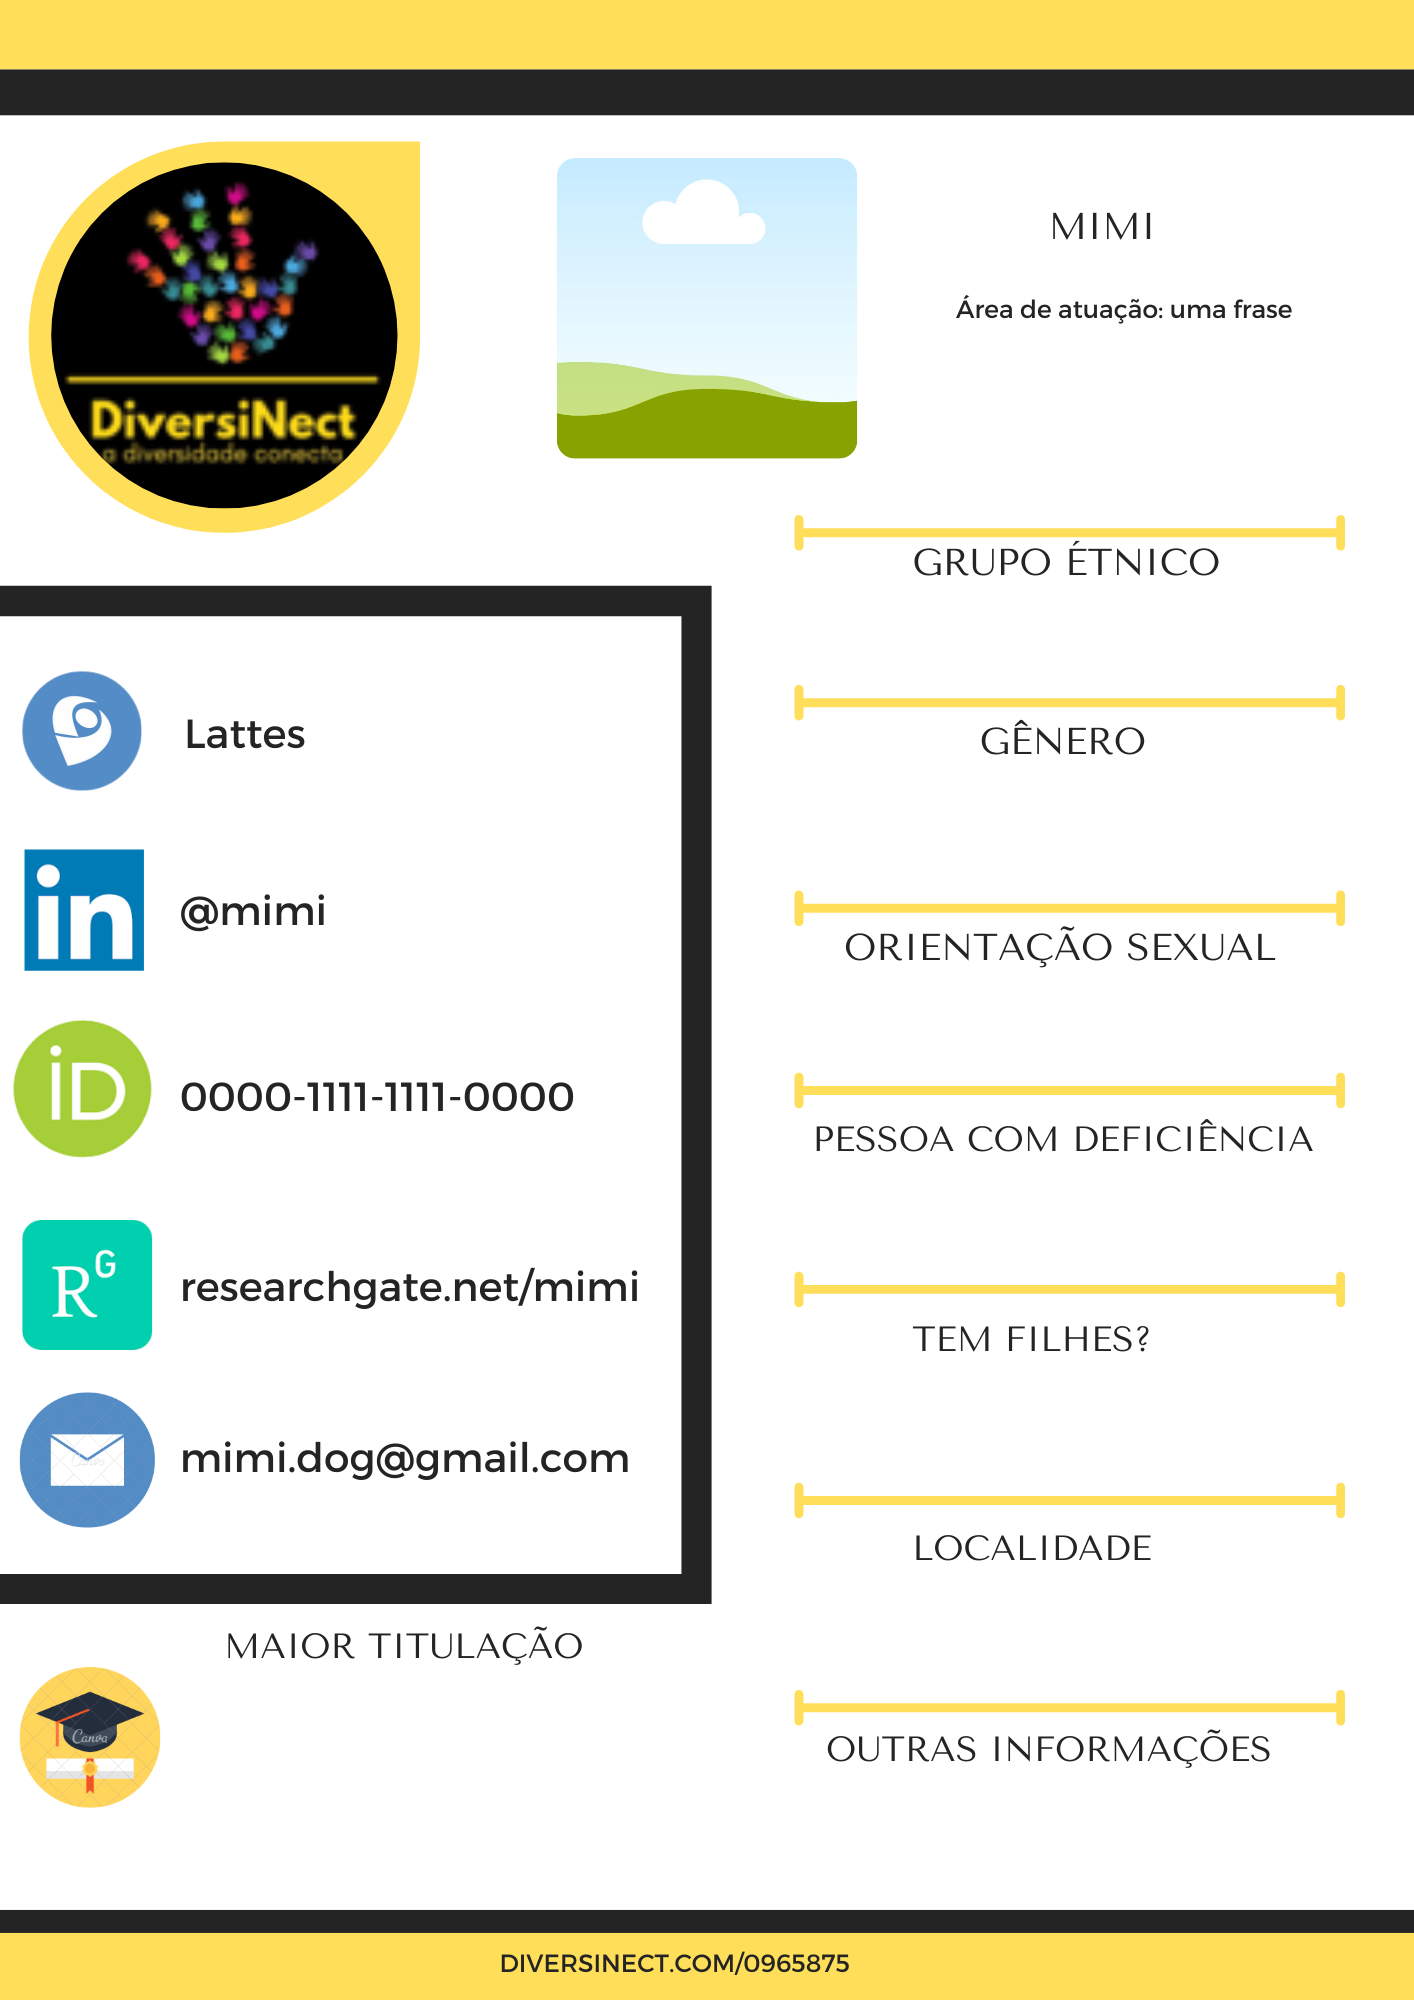 DiversiNect
a diversidade conecta
MIMI
Área de atuação: uma frase
GRUPO ÉTNICO
GÊNERO
ORIENTAÇÃO SEXUAL
PESSOA COM DEFICIÊNCIA
TEM FILHES?
LOCALIDADE
OUTRAS INFORMAÇÕES
Lattes
in
@mimi
iD
0000-1111-1111-0000
RG
researchgate.net/mimi
mimi.dog@gmail.com
MAIOR TITULAÇÃO
Canva
DIVERSINECT.COM/0965875